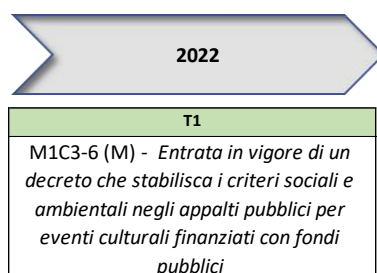 2022
T1
M1C3-6 (M) - Entrata in vigore di un
decreto che stabilisca i criteri sociali e
ambientali negli appalti pubblici per
eventi culturali finanziati con fondi
pubblici